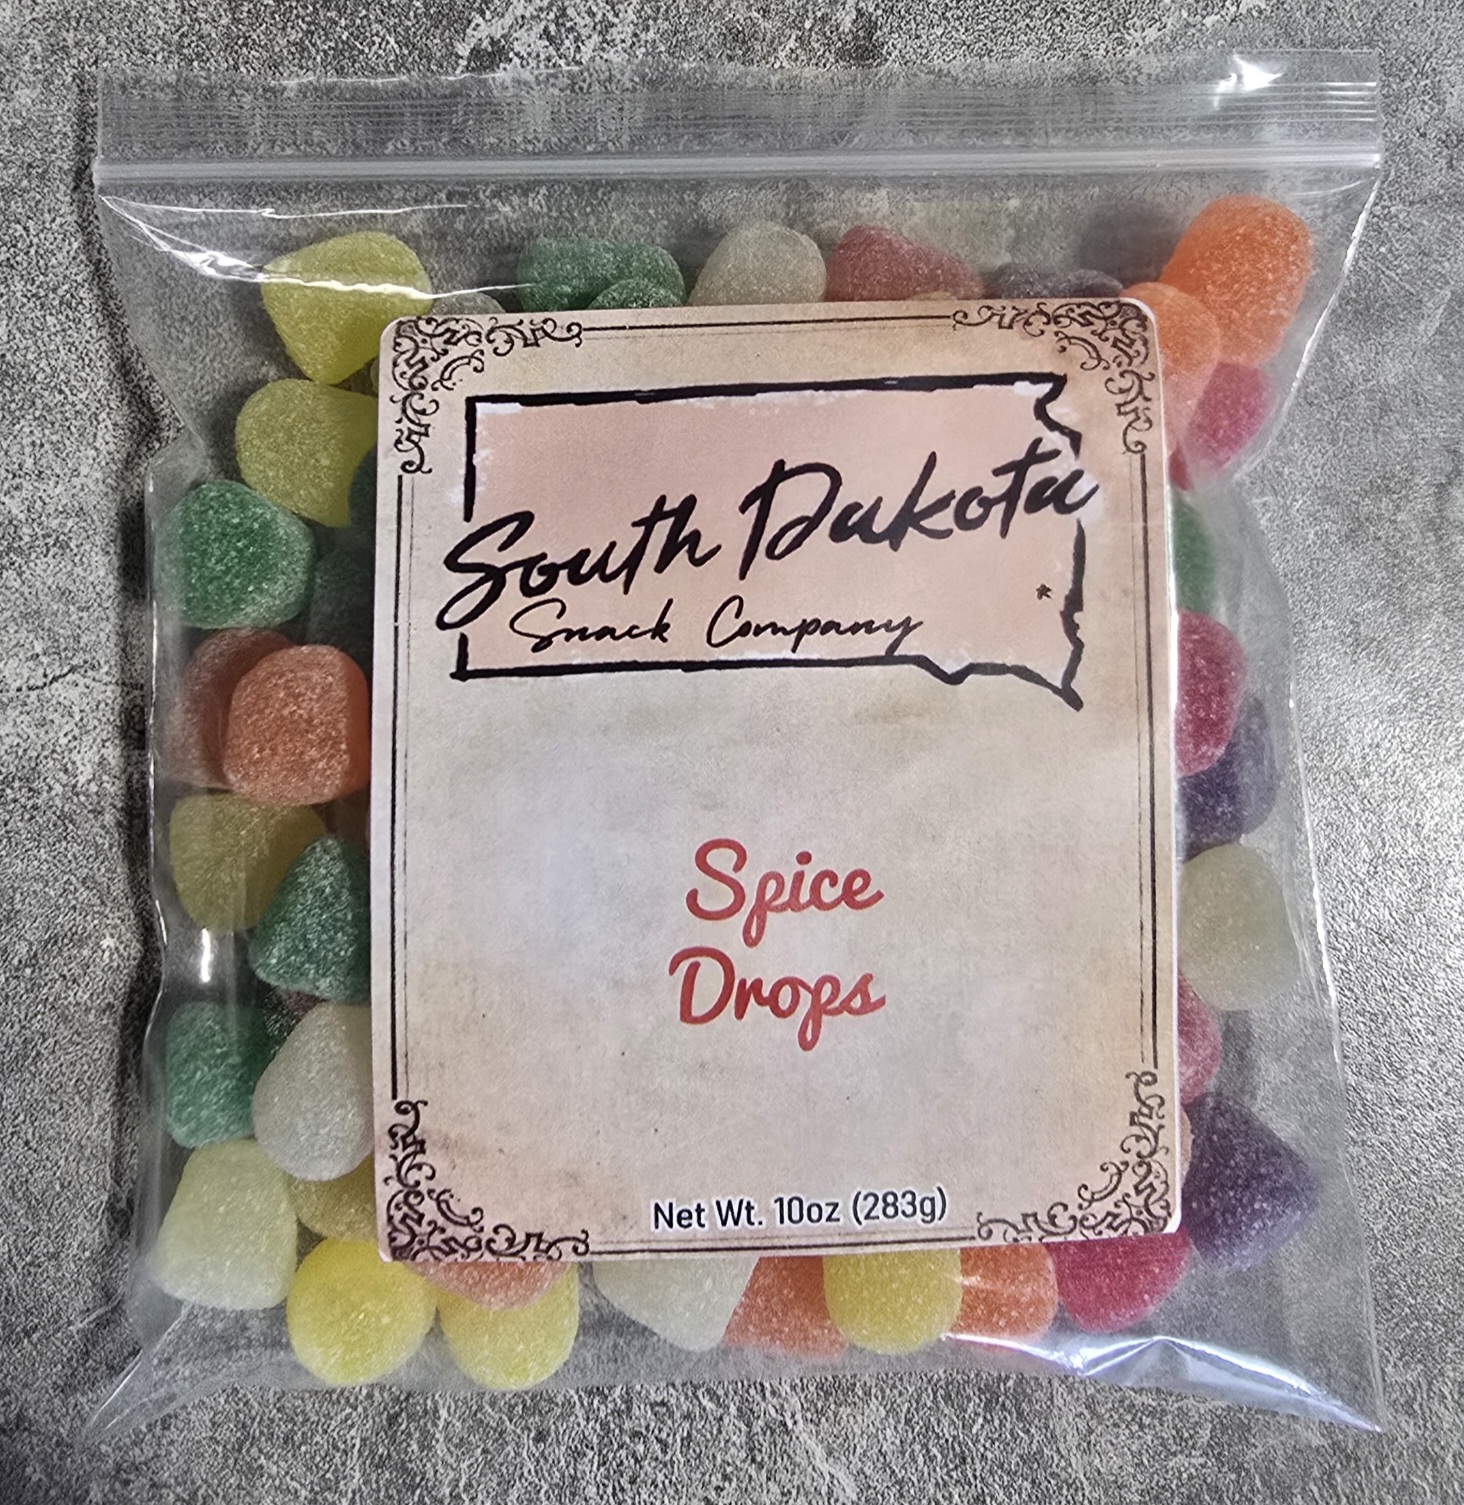 South Dakota
Snack Company
Spice
Drops
Net Wt. 10oz (283g)